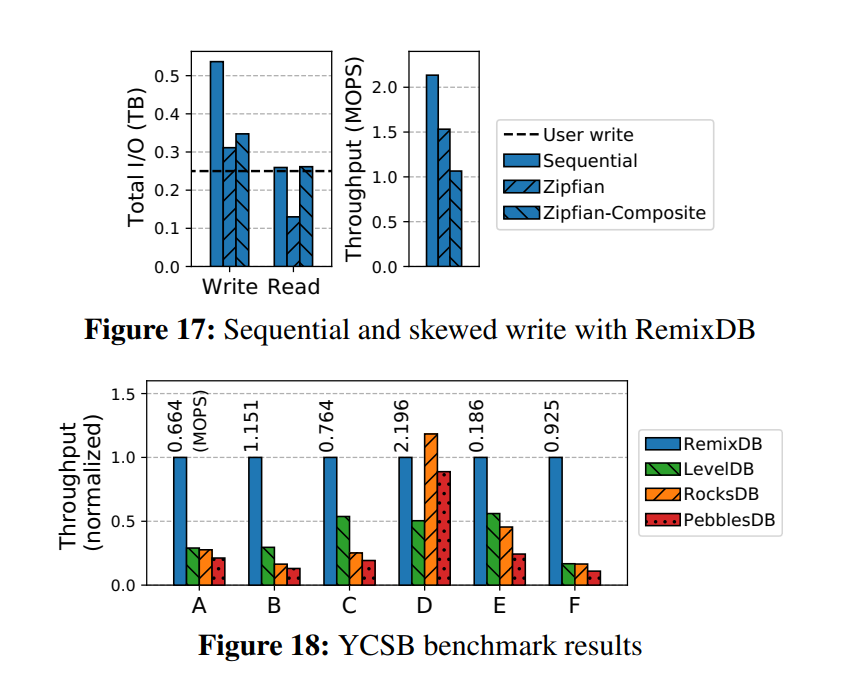 Total I/O (TB)
0.5
0.4
0.3
0.2
0.1
0.0
Write Read
Throughput (MOPS)
2.0
1.5
1.0
0.5
0.0
User write
Sequential
Zipfian
Zipfian-Composite
Figure 17: Sequential and skewed write with RemixDB
Throughput
(normalized)
1.5
1.0
0.5
0.0
0.664
(MOPS)
1.151
0.764
2.196
0.186
0.925
A B C D E F
RemixDB
LevelDB
RocksDB
PebblesDB
Figure 18: YCSB benchmark results